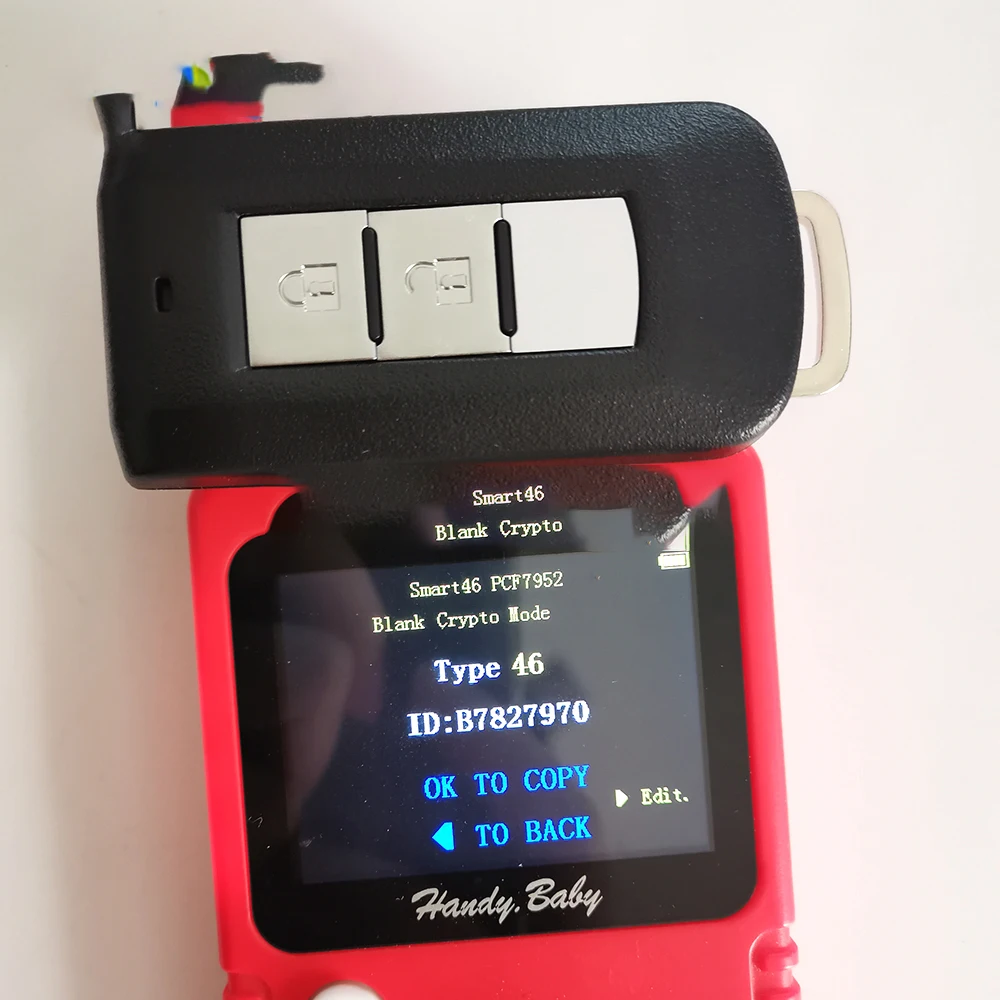 Smart46
Blank Crypto
Smart46 PCF7952
Blank Crypto Mode
Type 46
ID:B7827970
OK TO COPY
Edit.
TO BACK
Handy.Baby